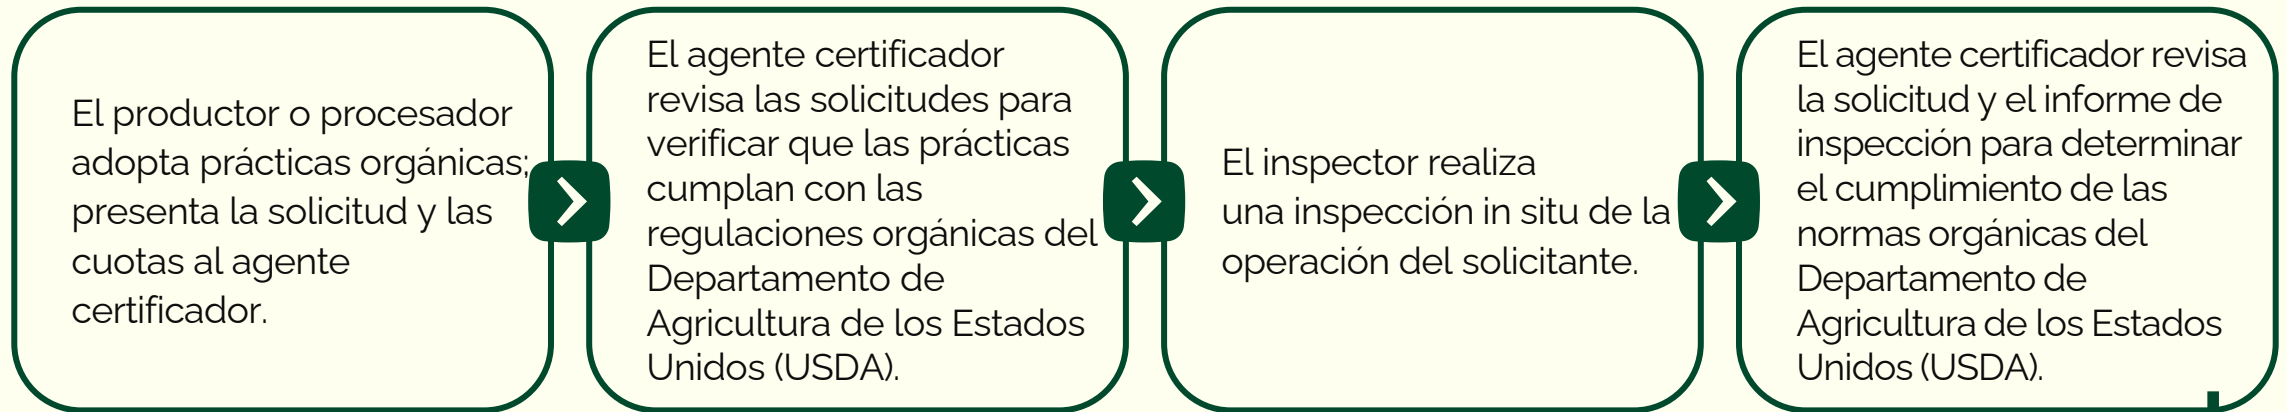 El productor o procesador
adopta prácticas orgánicas;
presenta la solicitud y las
cuotas al agente
certificador.
El agente certificador
revisa las solicitudes para
verificar que las prácticas
cumplan con las
regulaciones orgánicas del
Departamento de
Agricultura de los Estados
Unidos (USDA).
El inspector realiza
una inspección in situ de la
operación del solicitante.
El agente certificador revisa
la solicitud y el informe de
inspección para determinar
el cumplimiento de las
normas orgánicas del
Departamento de
Agricultura de los Estados
Unidos (USDA).